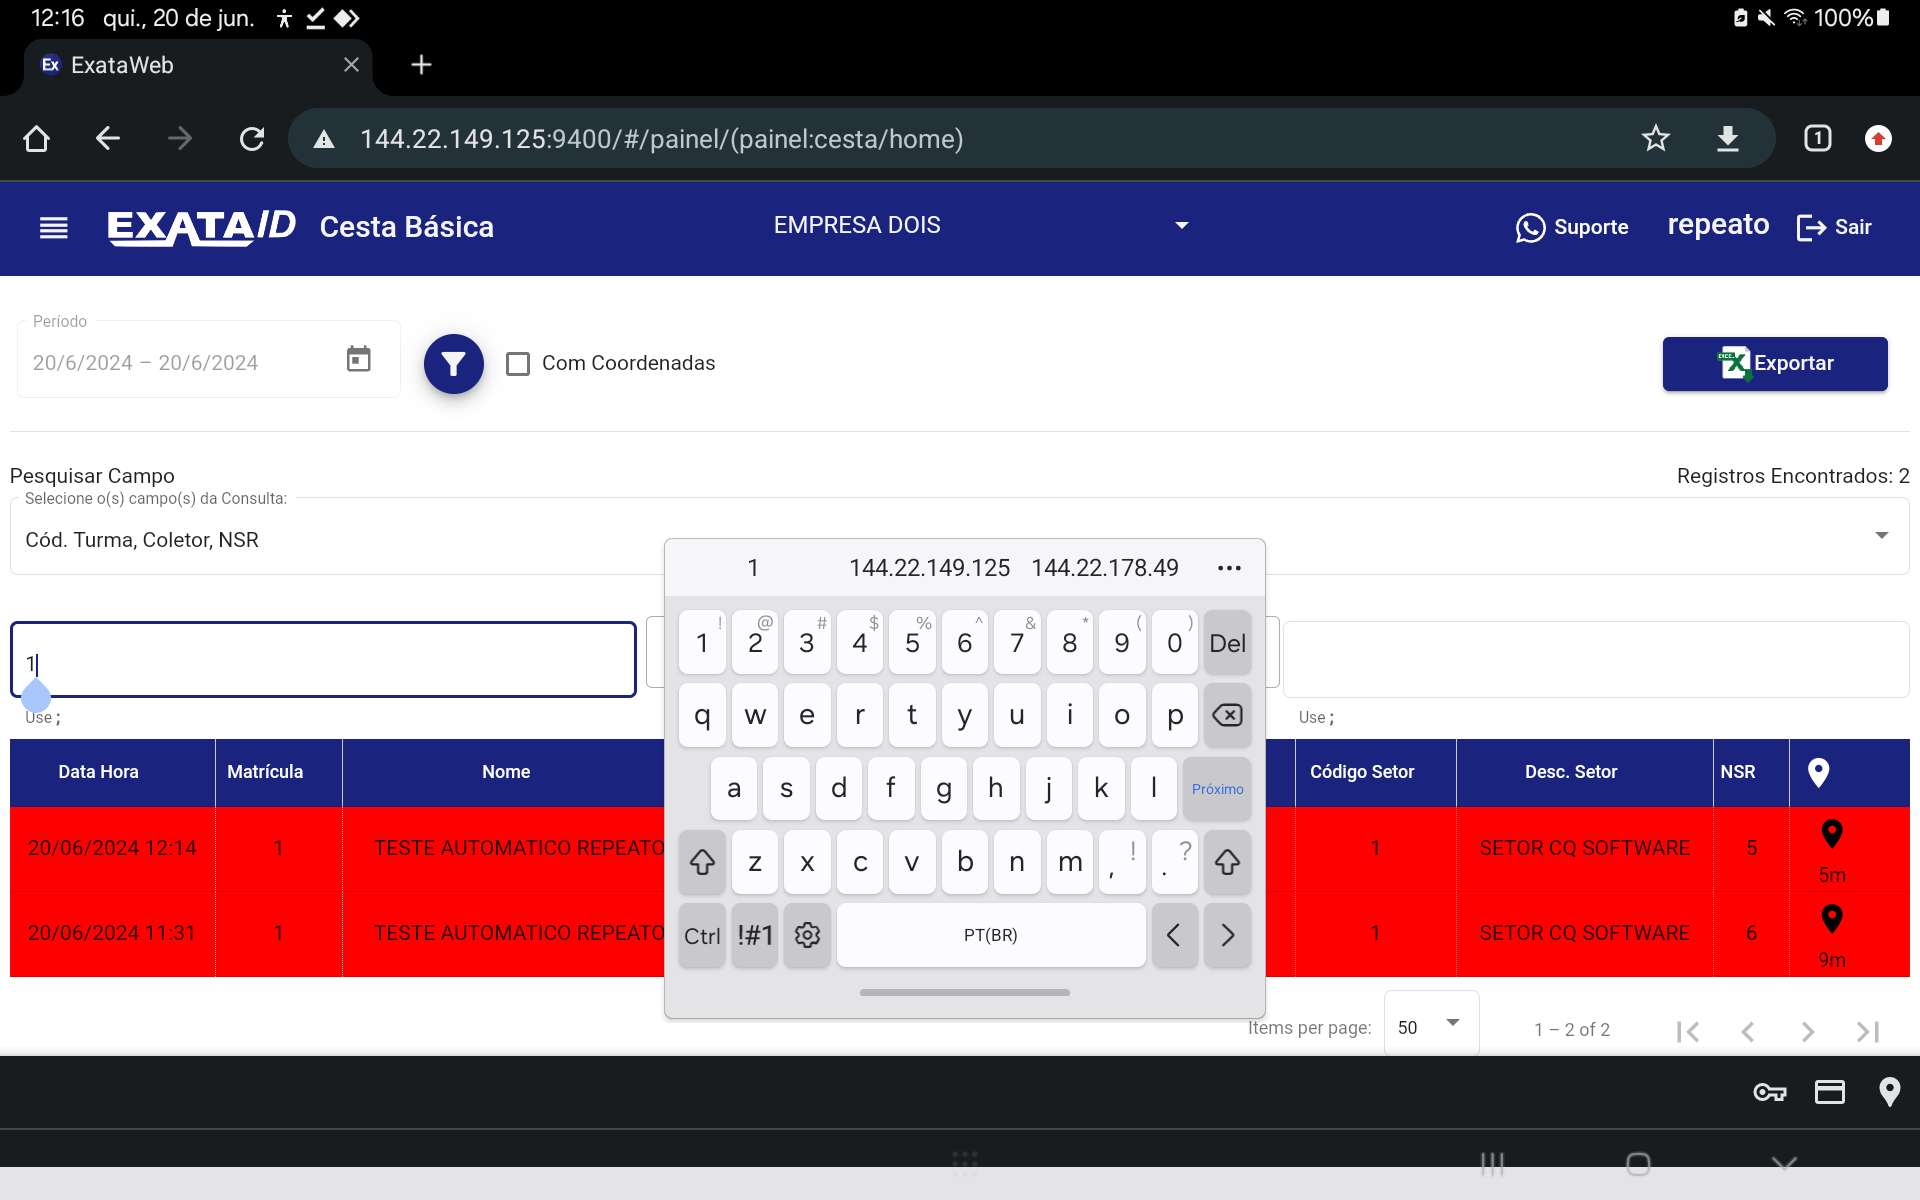 12:16 qui., 20 de jun. 100%
Ex ExataWeb
144.22.149.125:9400/#/painel/(painel:cesta/home) 1
EXATA/ID Cesta Básica EMPRESA DOIS Suporte repeato Sair
Período
20/6/2024 – 20/6/2024 Com Coordenadas Exportar
Pesquisar Campo Registros Encontrados: 2
Selecione o(s) campo(s) da Consulta:
Cód. Turma, Coletor, NSR
1 144.22.149.125 144.22.178.49 ...
! @ # $ % ^ & * ( )
1 2 3 4 5 6 7 8 9 0 Del
1
q w e r t y u i o p
Use ; Use ;
Data Hora Matrícula Nome Código Setor Desc. Setor NSR
a s d f g h j k l Próximo
20/06/2024 12:14 1 TESTE AUTOMATICO REPEATO 1 SETOR CQ SOFTWARE 5
5m
z x c v b n m , ! . ?
20/06/2024 11:31 1 TESTE AUTOMATICO REPEATO 1 SETOR CQ SOFTWARE 6
9m
Ctrl !#1 PT(BR) < >
Items per page: 50 1 – 2 of 2